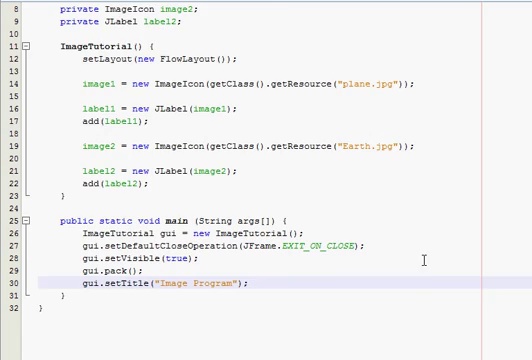 8 private ImageIcon image2;
9 private JLabel label2;
10
11 ImageTutorial() {
12 setLayout(new FlowLayout());
13
14 image1 = new ImageIcon(getClass().getResource("plane.jpg"));
15
16 label1 = new JLabel(image1);
17 add(label1);
18
19 image2 = new ImageIcon(getClass().getResource("Earth.jpg"));
20
21 label2 = new JLabel(image2);
22 add(label2);
23 }
24
25 public static void main (String args[]) {
26 ImageTutorial gui = new ImageTutorial();
27 gui.setDefaultCloseOperation(JFrame.EXIT_ON_CLOSE);
28 gui.setVisible(true);
29 gui.pack();
30 gui.setTitle("Image Program");
31 }
32 }